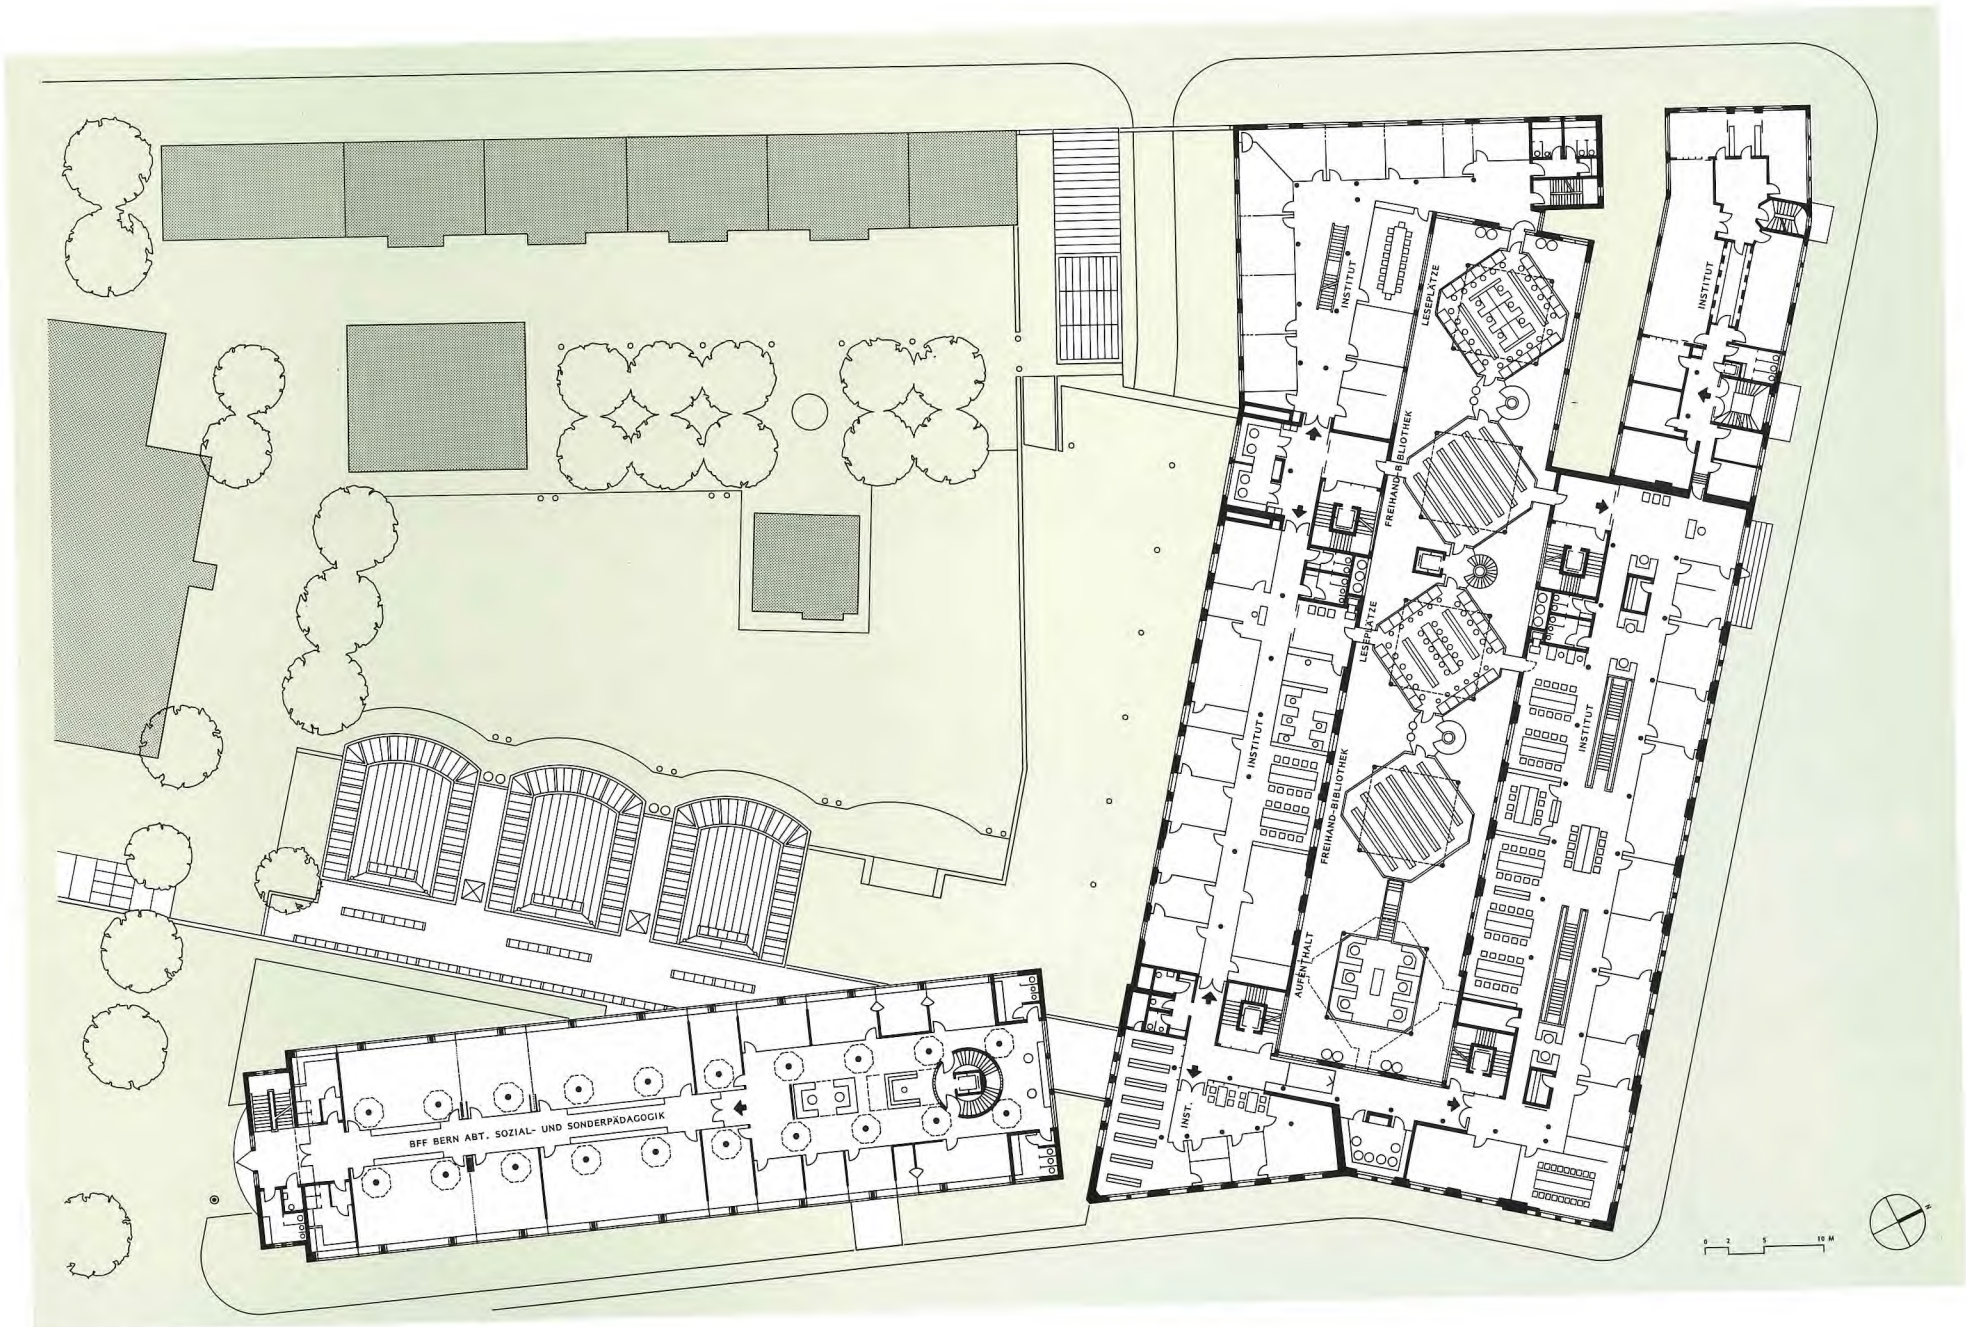 INSTITUT
LESEPLÄTZE
INSTITUT
FREIHAND-BIBLIOTHEK
LESEPLÄTZE
INSTITUT
INSTITUT
FREIHAND-BIBLIOTHEK
AUFENTHALT
INST.
BFF BERN ABT. SOZIAL- UND SONDERPÄDAGOGIK
N
0 2 5 10 M